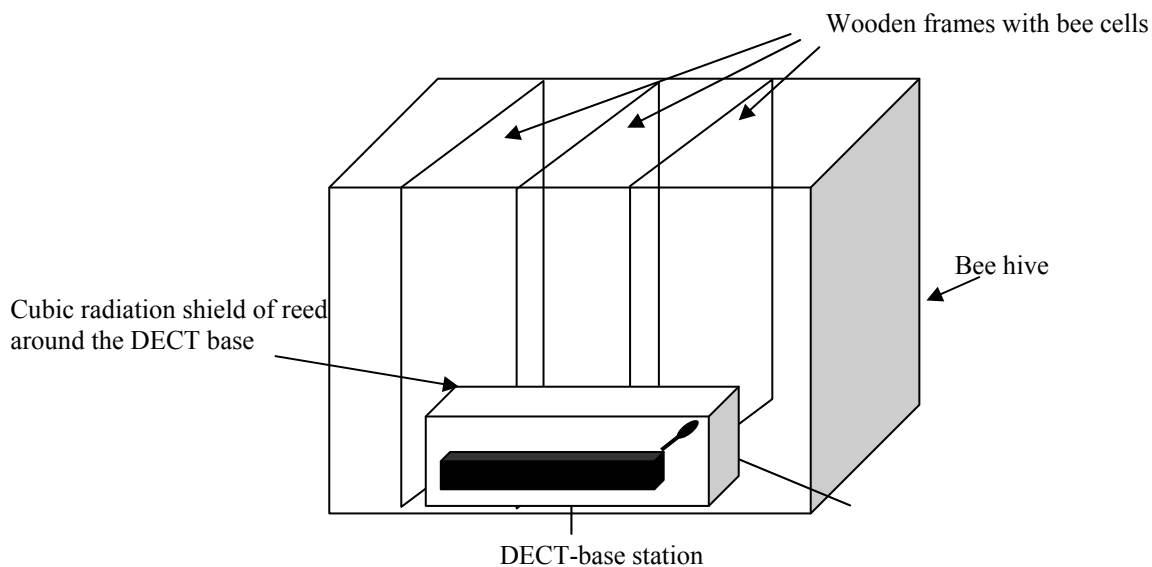 Wooden frames with bee cells
Bee hive
Cubic radiation shield of reed
around the DECT base
DECT-base station